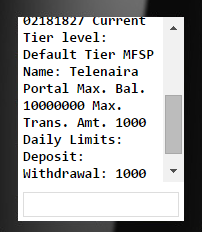 02181827 Current
Tier level:
Default Tier MFSP
Name: Telenaira
Portal Max. Bal.
10000000 Max.
Trans. Amt. 1000
Daily Limits:
Deposit:
Withdrawal: 1000